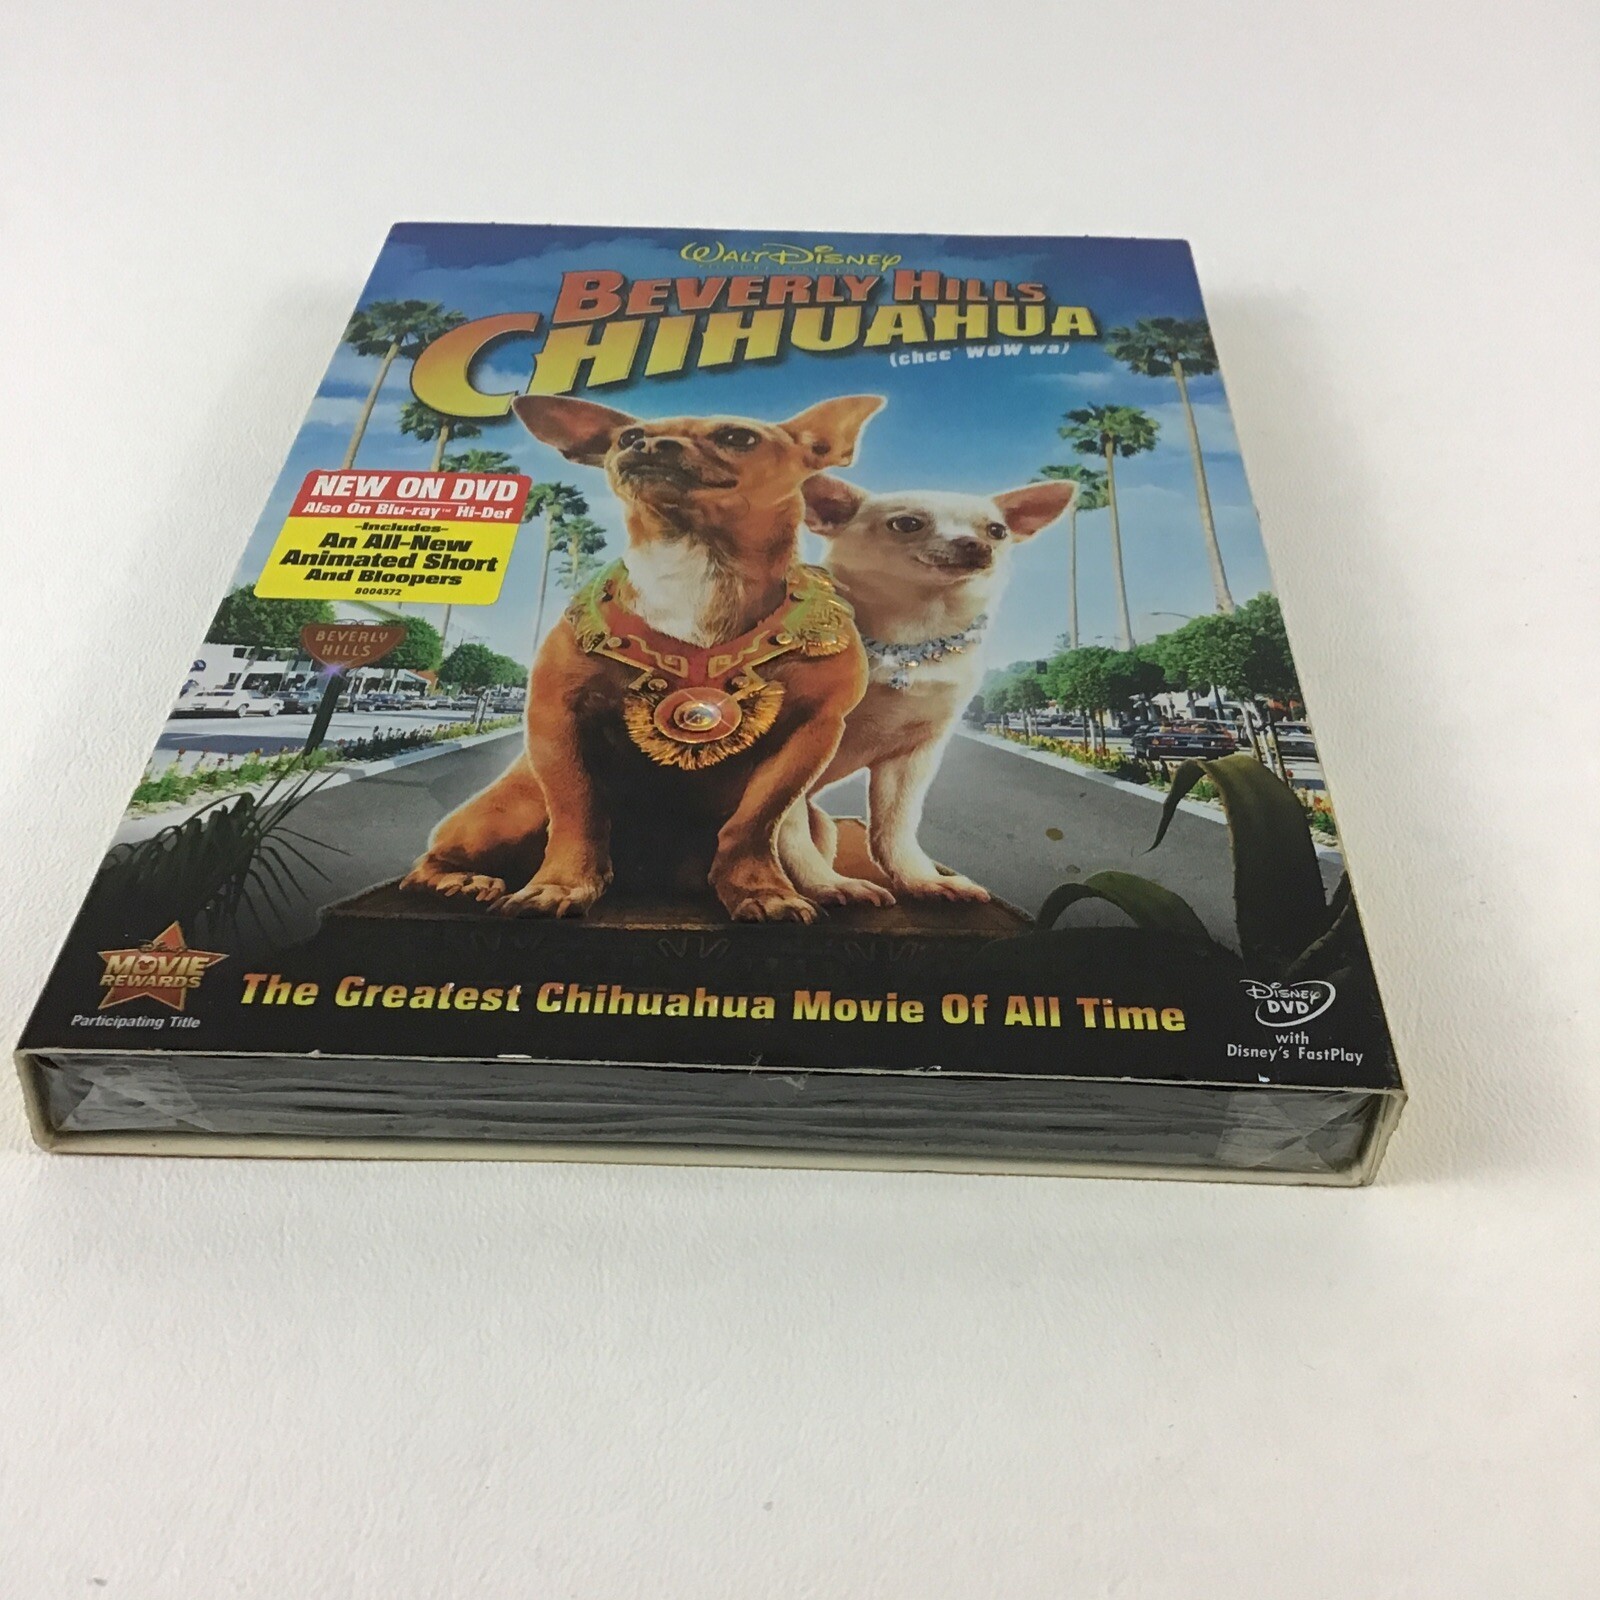 WALT DISNEY
BEVERLY HILLS
CHIHUAHUA
(chee' wow wa)
NEW ON DVD
Also On Blu-ray™ Hi-Def
-Includes-
An All-New
Animated Short
And Bloopers
8004372
BEVERLY
HILLS
Disney
MOVIE
REWARDS
Participating Title
The Greatest Chihuahua Movie Of All Time
Disney
DVD
with
Disney's FastPlay